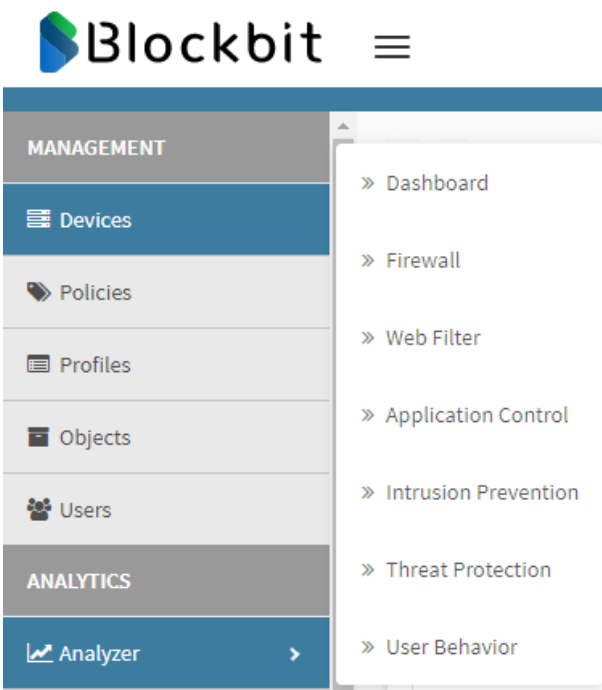 Blockbit
MANAGEMENT
Devices
Policies
Profiles
Objects
Users
ANALYTICS
Analyzer
Dashboard
Firewall
Web Filter
Application Control
Intrusion Prevention
Threat Protection
User Behavior